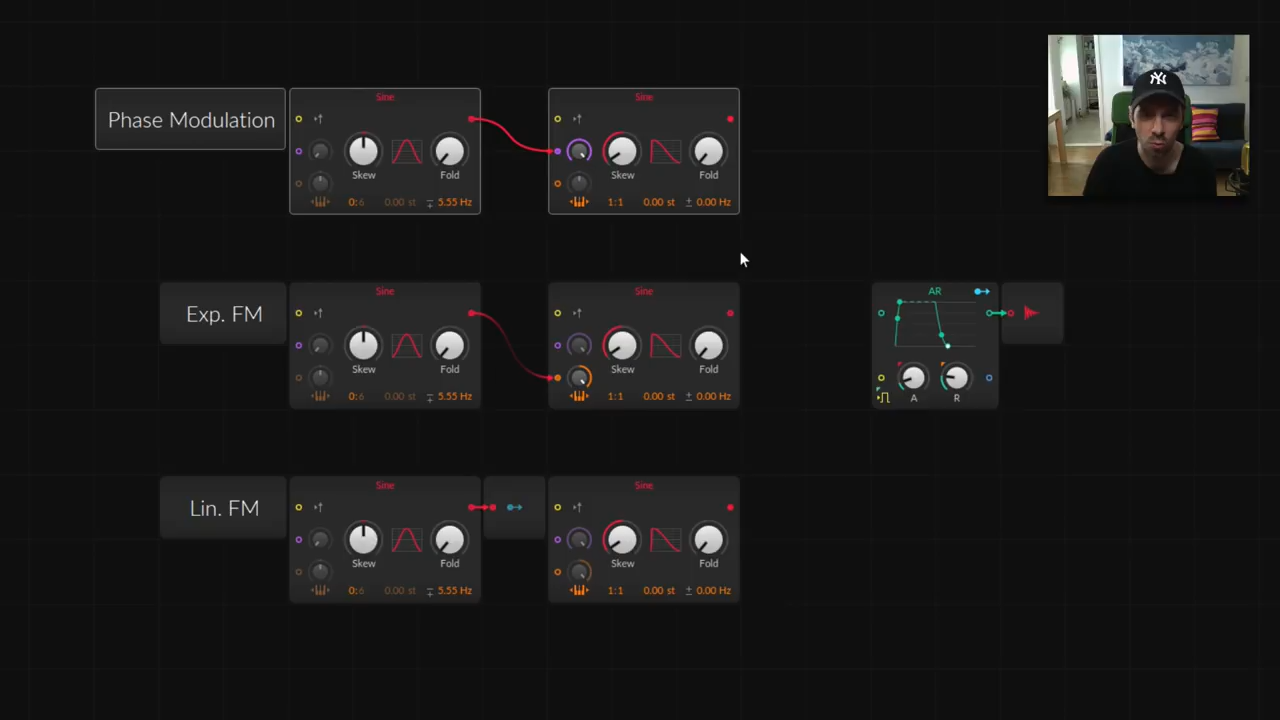 Sine
Sine
Phase Modulation
Skew
Fold
Skew
Fold
0:6 0.00 st ∓ 5.55 Hz
1:1 0.00 st ± 0.00 Hz
Sine
Sine
AR
Exp. FM
Skew
Fold
Skew
Fold
0:6 0.00 st ∓ 5.55 Hz
1:1 0.00 st ± 0.00 Hz
A
R
Sine
Sine
Lin. FM
Skew
Fold
Skew
Fold
0:6 0.00 st ∓ 5.55 Hz
1:1 0.00 st ± 0.00 Hz
NY